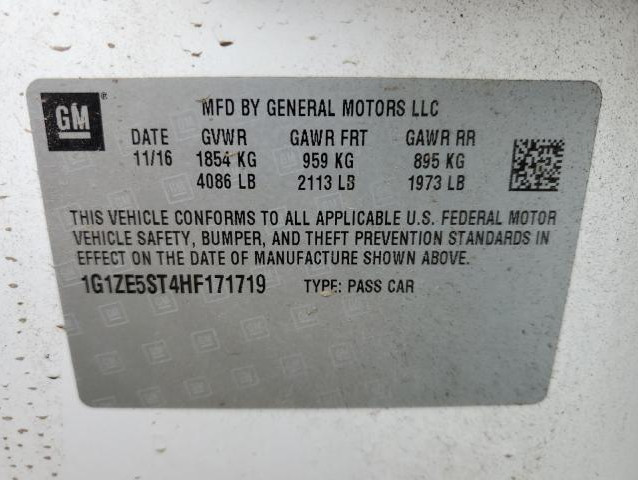 GM ®
MFD BY GENERAL MOTORS LLC
DATE GVWR GAWR FRT GAWR RR
11/16 1854 KG 959 KG 895 KG
4086 LB 2113 LB 1973 LB
THIS VEHICLE CONFORMS TO ALL APPLICABLE U.S. FEDERAL MOTOR
VEHICLE SAFETY, BUMPER, AND THEFT PREVENTION STANDARDS IN
EFFECT ON THE DATE OF MANUFACTURE SHOWN ABOVE.
1G1ZE5ST4HF171719 TYPE: PASS CAR